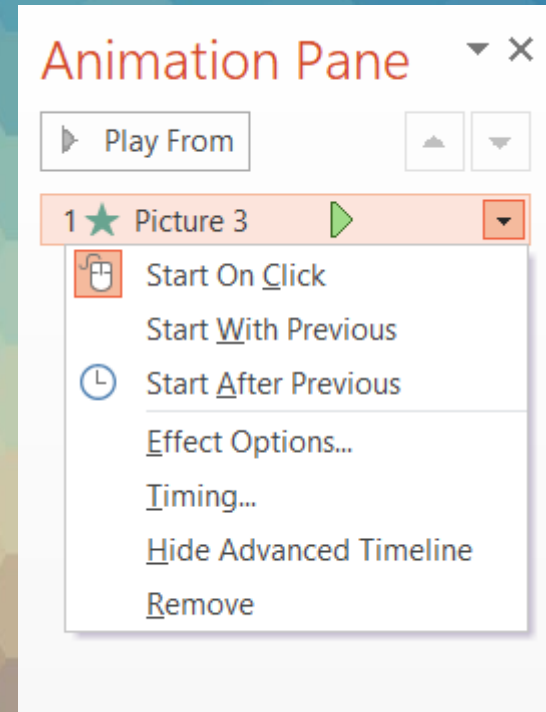 Animation Pane
Play From
1 Picture 3
Start On Click
Start With Previous
Start After Previous
Effect Options...
Timing...
Hide Advanced Timeline
Remove